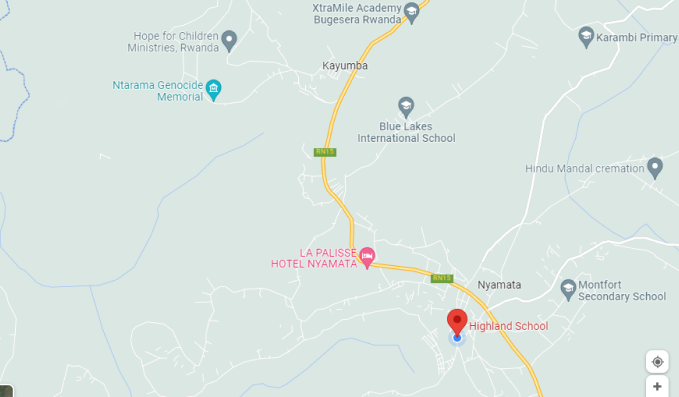 XtraMile Academy
Bugesera Rwanda
Hope for Children
Ministries, Rwanda
Karambi Primary
Kayumba
Ntarama Genocide
Memorial
Blue Lakes
International School
RN15
Hindu Mandal cremation
LA PALISSE
HOTEL NYAMATA
RN15
Nyamata
Montfort
Secondary School
Highland School